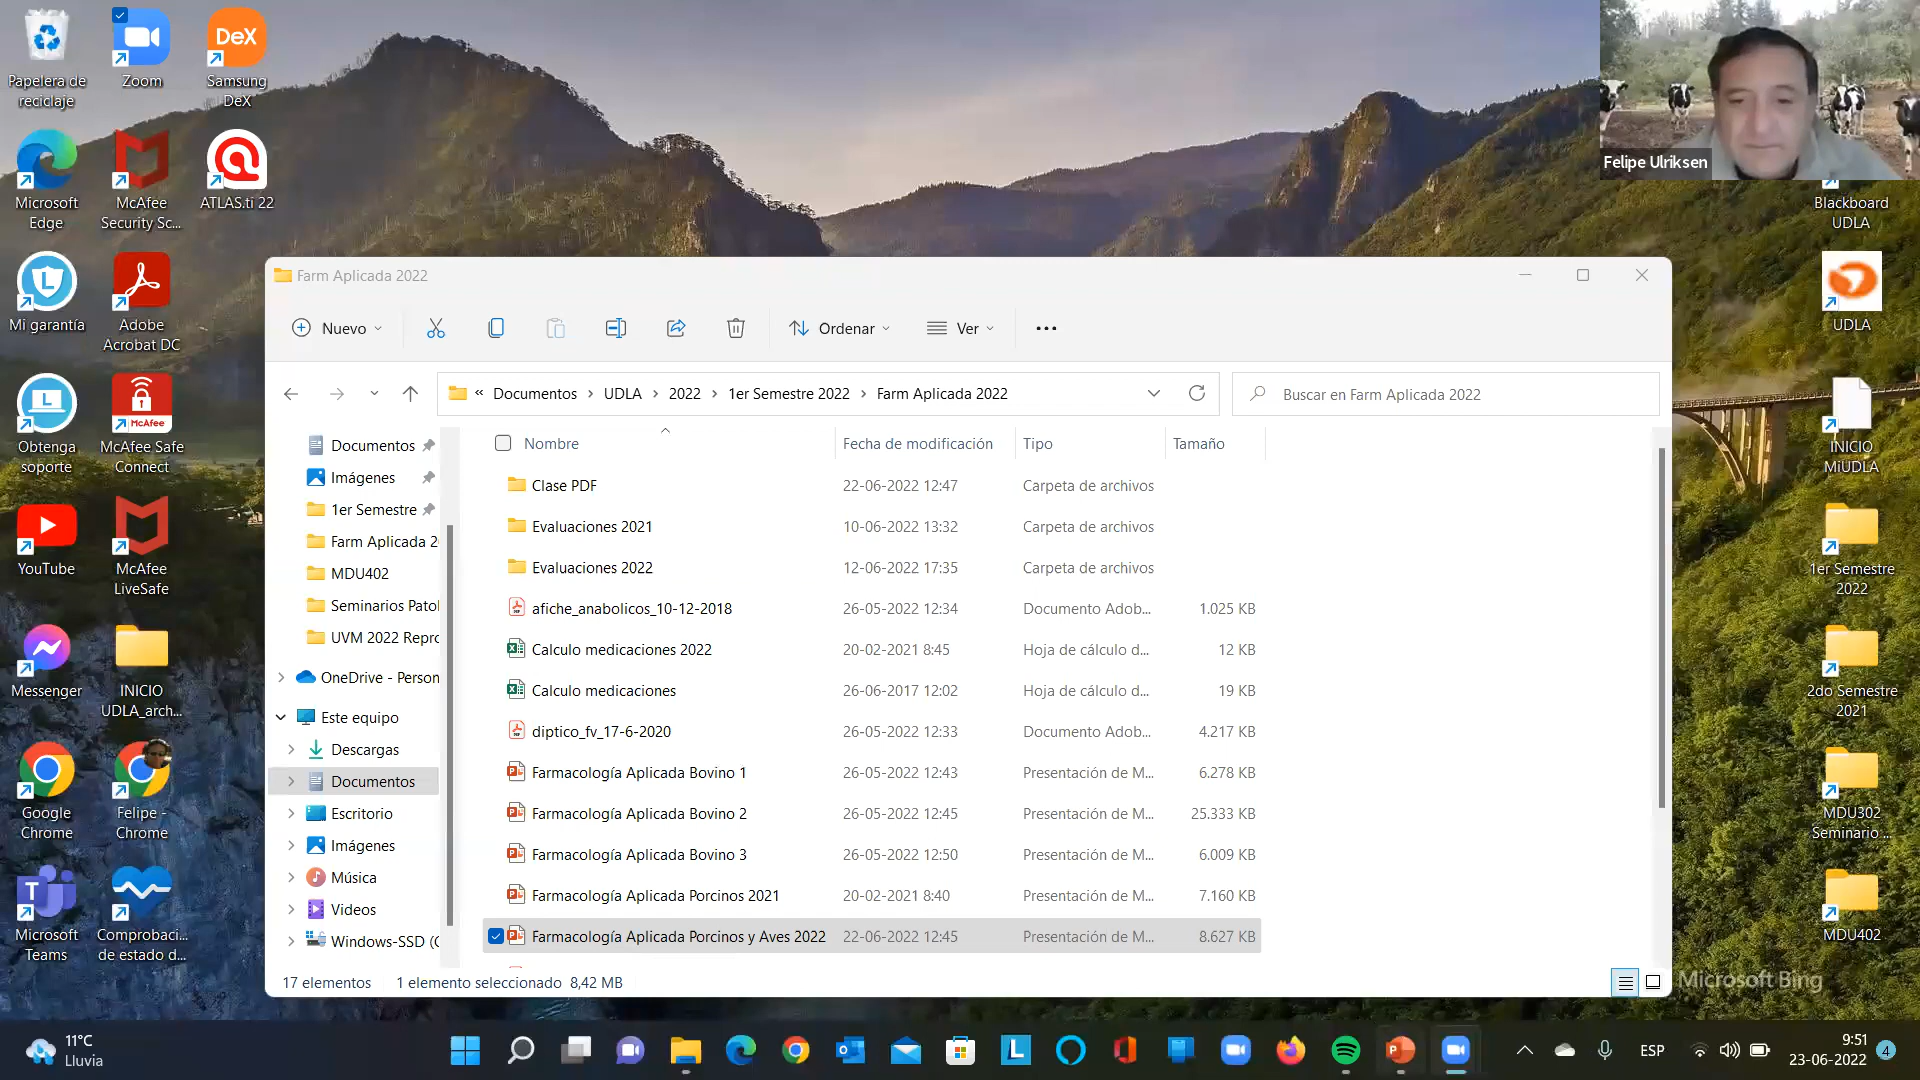 Papelera de
reciclaje
Zoom
DeX
Samsung
DeX
Microsoft
Edge
McAfee
Security Sc...
ATLAS.ti 22
Mi garantía
Adobe
Acrobat DC
Obtenga
soporte
McAfee
McAfee Safe
Connect
YouTube
McAfee
LiveSafe
Messenger
INICIO
UDLA_arch...
Google
Chrome
Felipe -
Chrome
Microsoft
Teams
Comprobaci...
de estado d...
Felipe Ulriksen
Blackboard
UDLA
UDLA
INICIO
MiUDLA
1er Semestre
2022
2do Semestre
2021
MDU302
Seminario ...
MDU402
Farm Aplicada 2022
Nuevo
Ordenar
Ver
« Documentos > UDLA > 2022 > 1er Semestre 2022 > Farm Aplicada 2022
Buscar en Farm Aplicada 2022
Documentos
Imágenes
1er Semestre
Farm Aplicada 2
MDU402
Seminarios Patol
UVM 2022 Repro
OneDrive - Person
Este equipo
Descargas
Documentos
Escritorio
Imágenes
Música
Videos
Windows-SSD (C
Nombre Fecha de modificación Tipo Tamaño
Clase PDF 22-06-2022 12:47 Carpeta de archivos
Evaluaciones 2021 10-06-2022 13:32 Carpeta de archivos
Evaluaciones 2022 12-06-2022 17:35 Carpeta de archivos
afiche_anabolicos_10-12-2018 26-05-2022 12:34 Documento Adob... 1.025 KB
Calculo medicaciones 2022 20-02-2021 8:45 Hoja de cálculo d... 12 KB
Calculo medicaciones 26-06-2017 12:02 Hoja de cálculo d... 19 KB
diptico_fv_17-6-2020 26-05-2022 12:33 Documento Adob... 4.217 KB
Farmacología Aplicada Bovino 1 26-05-2022 12:43 Presentación de M... 6.278 KB
Farmacología Aplicada Bovino 2 26-05-2022 12:45 Presentación de M... 25.333 KB
Farmacología Aplicada Bovino 3 26-05-2022 12:50 Presentación de M... 6.009 KB
Farmacología Aplicada Porcinos 2021 20-02-2021 8:40 Presentación de M... 7.160 KB
Farmacología Aplicada Porcinos y Aves 2022 22-06-2022 12:45 Presentación de M... 8.627 KB
17 elementos 1 elemento seleccionado 8,42 MB
Microsoft Bing
11°C
Lluvia
ESP
9:51
23-06-2022
4